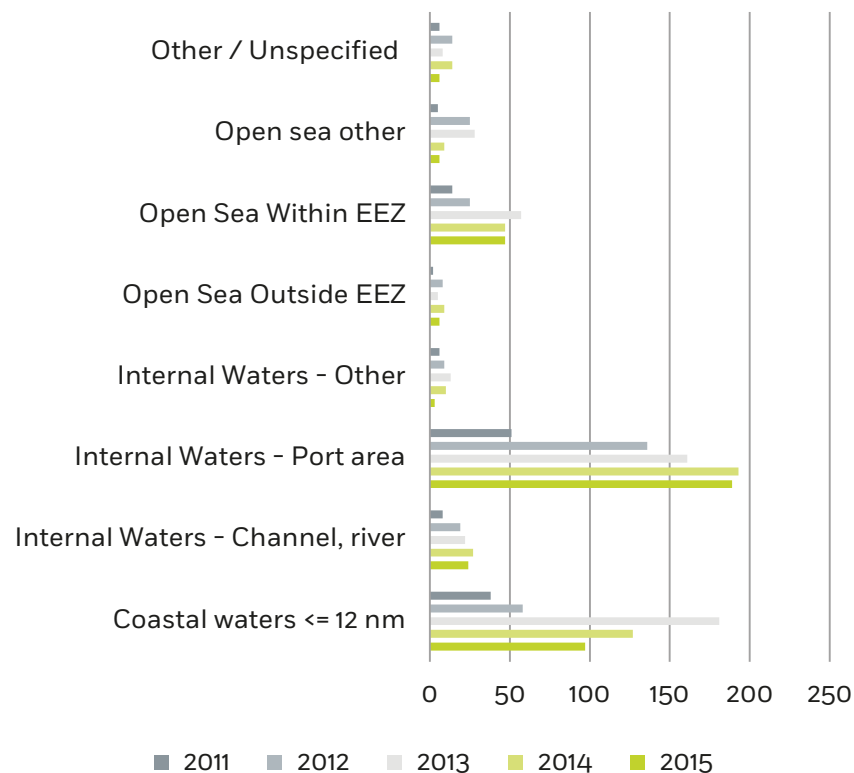 Other / Unspecified
Open sea other
Open Sea Within EEZ
Open Sea Outside EEZ
Internal Waters - Other
Internal Waters - Port area
Internal Waters - Channel, river
Coastal waters <= 12 nm
0 50 100 150 200 250
2011 2012 2013 2014 2015